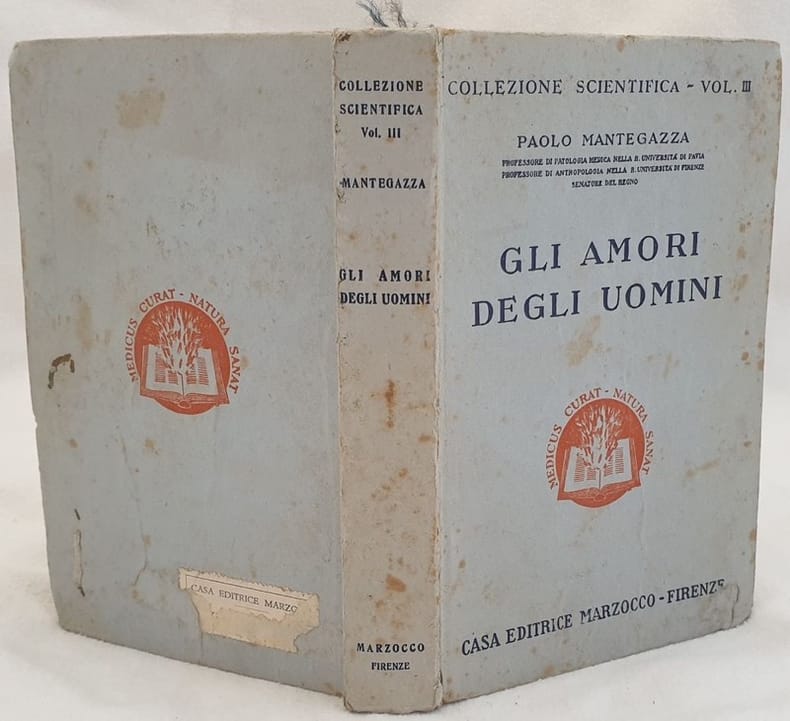 MEDICUS CURAT - NATURA SANAT
CASA EDITRICE MARZO
COLLEZIONE
SCIENTIFICA
Vol. III
MANTEGAZZA
GLI AMORI
DEGLI UOMINI
MARZOCCO
FIRENZE
COLLEZIONE SCIENTIFICA - VOL. III
PAOLO MANTEGAZZA
PROFESSORE DI PATOLOGIA MEDICA NELLA R. UNIVERSITÀ DI PAVIA
PROFESSORE DI ANTROPOLOGIA NELLA R. UNIVERSITÀ DI FIRENZE
SENATORE DEL REGNO
GLI AMORI
DEGLI UOMINI
MEDICUS CURAT - NATURA SANAT
CASA EDITRICE MARZOCCO - FIRENZE